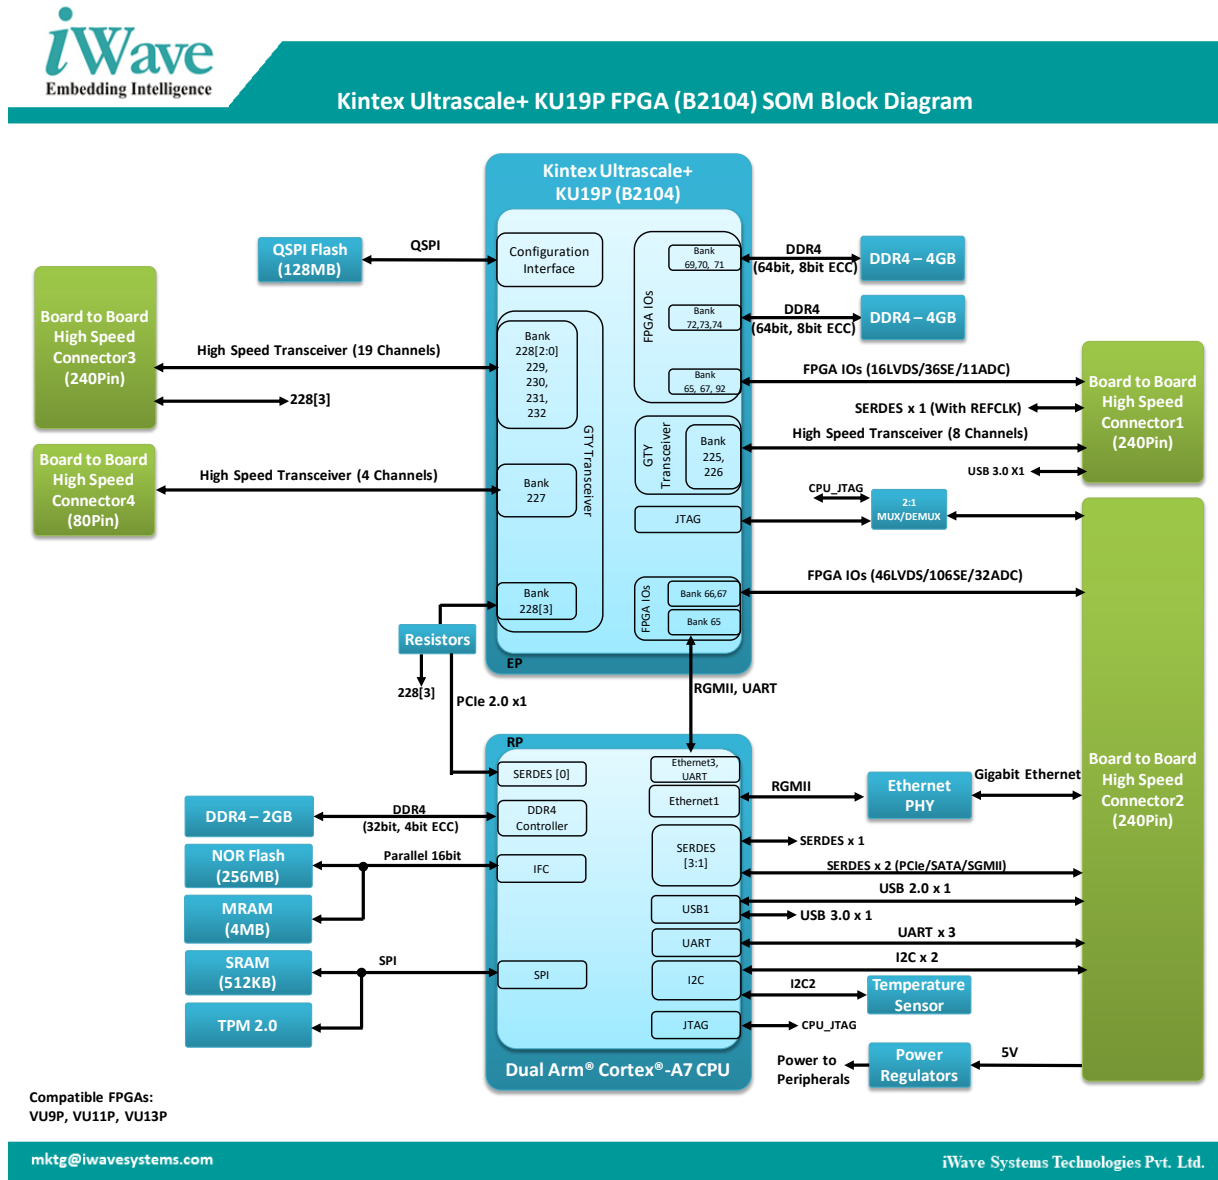 iWave
Embedding Intelligence
Kintex Ultrascale+ KU19P FPGA (B2104) SOM Block Diagram
Kintex Ultrascale+
KU19P (B2104)
QSPI Flash
(128MB)
QSPI
Configuration
Interface
Bank
69,70, 71
DDR4
(64bit, 8bit ECC)
DDR4 – 4GB
FPGA IOs
Bank
72,73,74
DDR4
(64bit, 8bit ECC)
DDR4 – 4GB
Board to Board
High Speed
Connector3
(240Pin)
High Speed Transceiver (19 Channels)
228[3]
Bank
228[2:0]
229,
230,
231,
232
GTY Transceiver
Bank
65, 67, 92
FPGA IOs (16LVDS/36SE/11ADC)
SERDES x 1 (With REFCLK)
High Speed Transceiver (8 Channels)
USB 3.0 X1
Board to Board
High Speed
Connector1
(240Pin)
GTY
Transceiver
Bank
225,
226
Board to Board
High Speed
Connector4
(80Pin)
High Speed Transceiver (4 Channels)
Bank
227
JTAG
CPU_JTAG
2:1
MUX/DEMUX
FPGA IOs (46LVDS/106SE/32ADC)
Bank
228[3]
FPGA IOs
Bank 66,67
Bank 65
Resistors
EP
228[3]
PCIe 2.0 x1
RGMII, UART
RP
SERDES [0]
Ethernet3,
UART
Ethernet1
RGMII
Ethernet
PHY
Gigabit Ethernet
Board to Board
High Speed
Connector2
(240Pin)
DDR4 – 2GB
DDR4
(32bit, 4bit ECC)
DDR4
Controller
SERDES
[3:1]
SERDES x 1
SERDES x 2 (PCIe/SATA/SGMII)
NOR Flash
(256MB)
Parallel 16bit
IFC
MRAM
(4MB)
USB1
USB 2.0 x 1
USB 3.0 x 1
UART
UART x 3
SRAM
(512KB)
SPI
SPI
I2C
I2C x 2
I2C2
Temperature
Sensor
TPM 2.0
JTAG
CPU_JTAG
Dual Arm® Cortex®-A7 CPU
Power to
Peripherals
Power
Regulators
5V
Compatible FPGAs:
VU9P, VU11P, VU13P
mktg@iwavesystems.com
iWave Systems Technologies Pvt. Ltd.